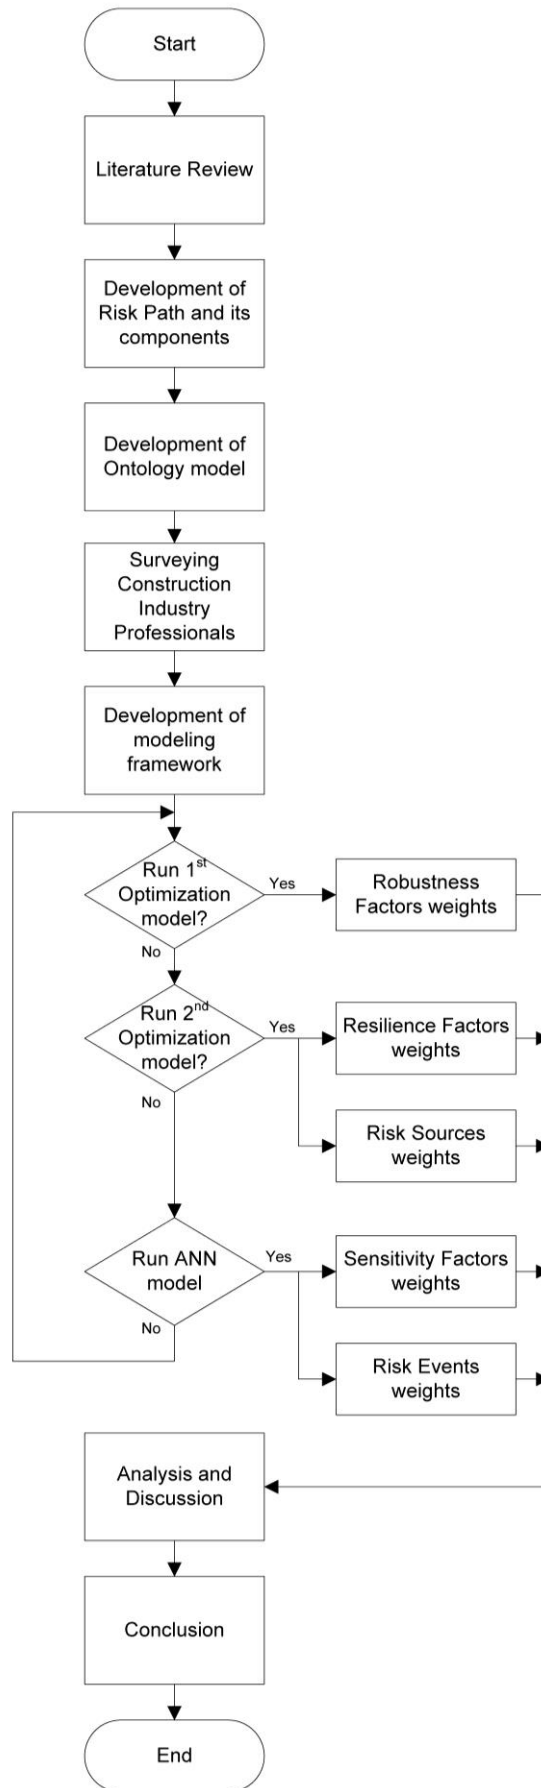 Start
Literature Review
Development of
Risk Path and its
components
Development of
Ontology model
Surveying
Construction
Industry
Professionals
Development of
modeling
framework
Run 1st
Optimization
model?
Yes
No
Robustness
Factors weights
Run 2nd
Optimization
model?
Yes
No
Resilience Factors
weights
Risk Sources
weights
Run ANN
model
Yes
No
Sensitivity Factors
weights
Risk Events
weights
Analysis and
Discussion
Conclusion
End